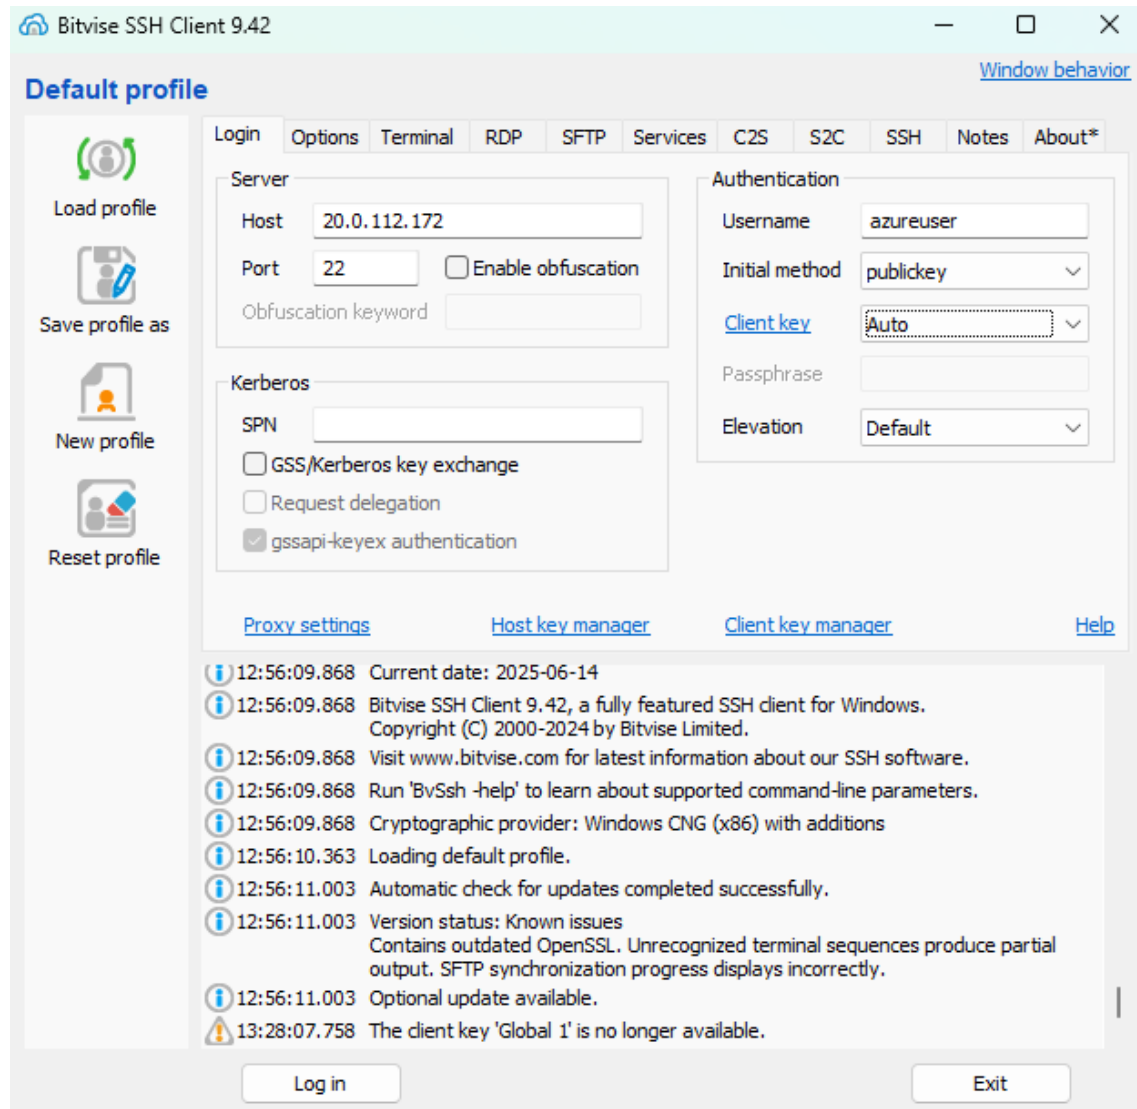 Bitvise SSH Client 9.42
Window behavior
Default profile
Load profile
Save profile as
New profile
Reset profile
Login Options Terminal RDP SFTP Services C2S S2C SSH Notes About*
Server
Host 20.0.112.172
Port 22 Enable obfuscation
Obfuscation keyword
Kerberos
SPN
GSS/Kerberos key exchange
Request delegation
gssapi-keyex authentication
Authentication
Username azureuser
Initial method publickey
Client key Auto
Passphrase
Elevation Default
Proxy settings Host key manager Client key manager Help
12:56:09.868 Current date: 2025-06-14
12:56:09.868 Bitvise SSH Client 9.42, a fully featured SSH client for Windows.
Copyright (C) 2000-2024 by Bitvise Limited.
12:56:09.868 Visit www.bitvise.com for latest information about our SSH software.
12:56:09.868 Run 'BvSsh -help' to learn about supported command-line parameters.
12:56:09.868 Cryptographic provider: Windows CNG (x86) with additions
12:56:10.363 Loading default profile.
12:56:11.003 Automatic check for updates completed successfully.
12:56:11.003 Version status: Known issues
Contains outdated OpenSSL. Unrecognized terminal sequences produce partial
output. SFTP synchronization progress displays incorrectly.
12:56:11.003 Optional update available.
13:28:07.758 The client key 'Global 1' is no longer available.
Log in Exit